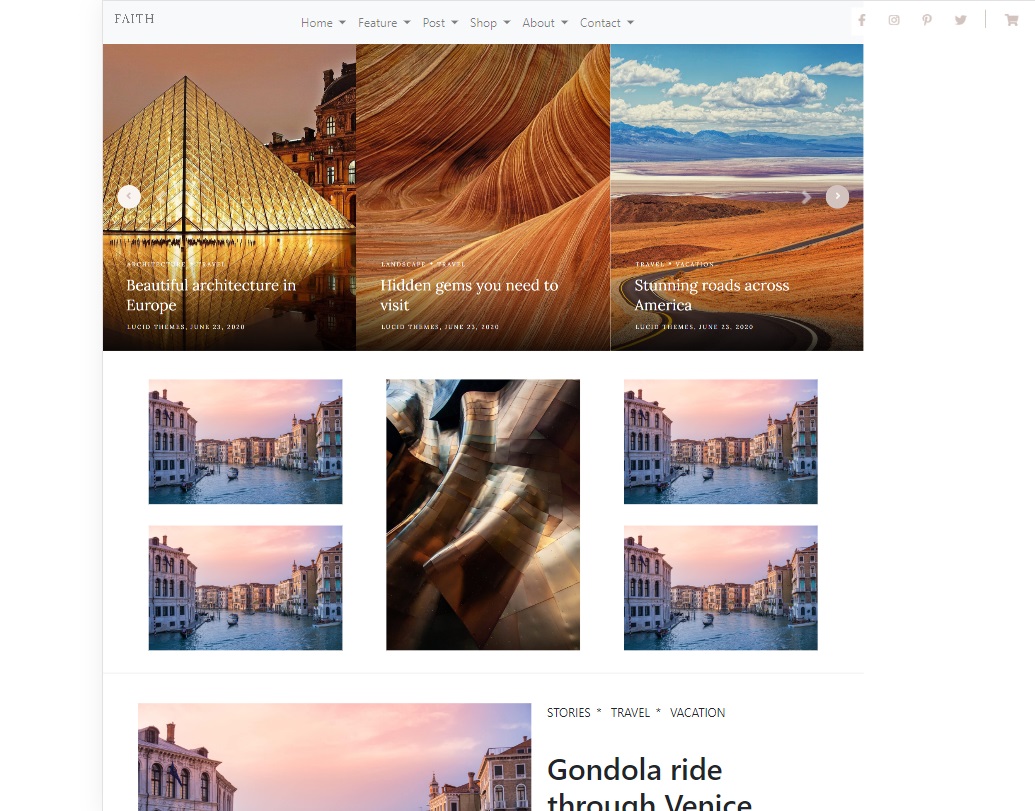 FAITH
Home Feature Post Shop About Contact
ARCHITECTURE * TRAVEL
Beautiful architecture in
Europe
LUCID THEMES, JUNE 23, 2020
LANDSCAPE * TRAVEL
Hidden gems you need to
visit
LUCID THEMES, JUNE 23, 2020
TRAVEL * VACATION
Stunning roads across
America
LUCID THEMES, JUNE 23, 2020
STORIES * TRAVEL * VACATION
Gondola ride
through Venice